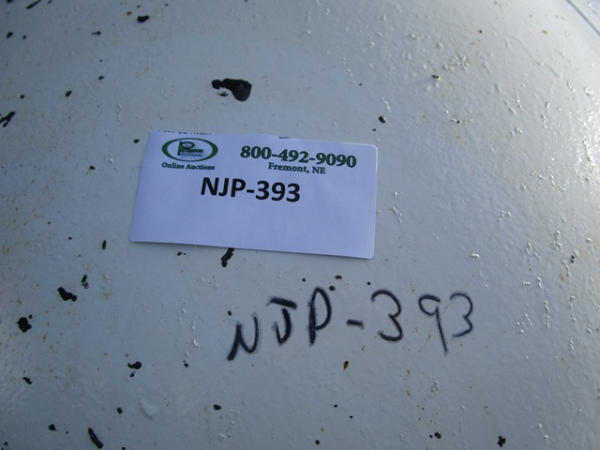 800-492-9090
Fremont, NE
Online Auctions
NJP-393
NJP-393